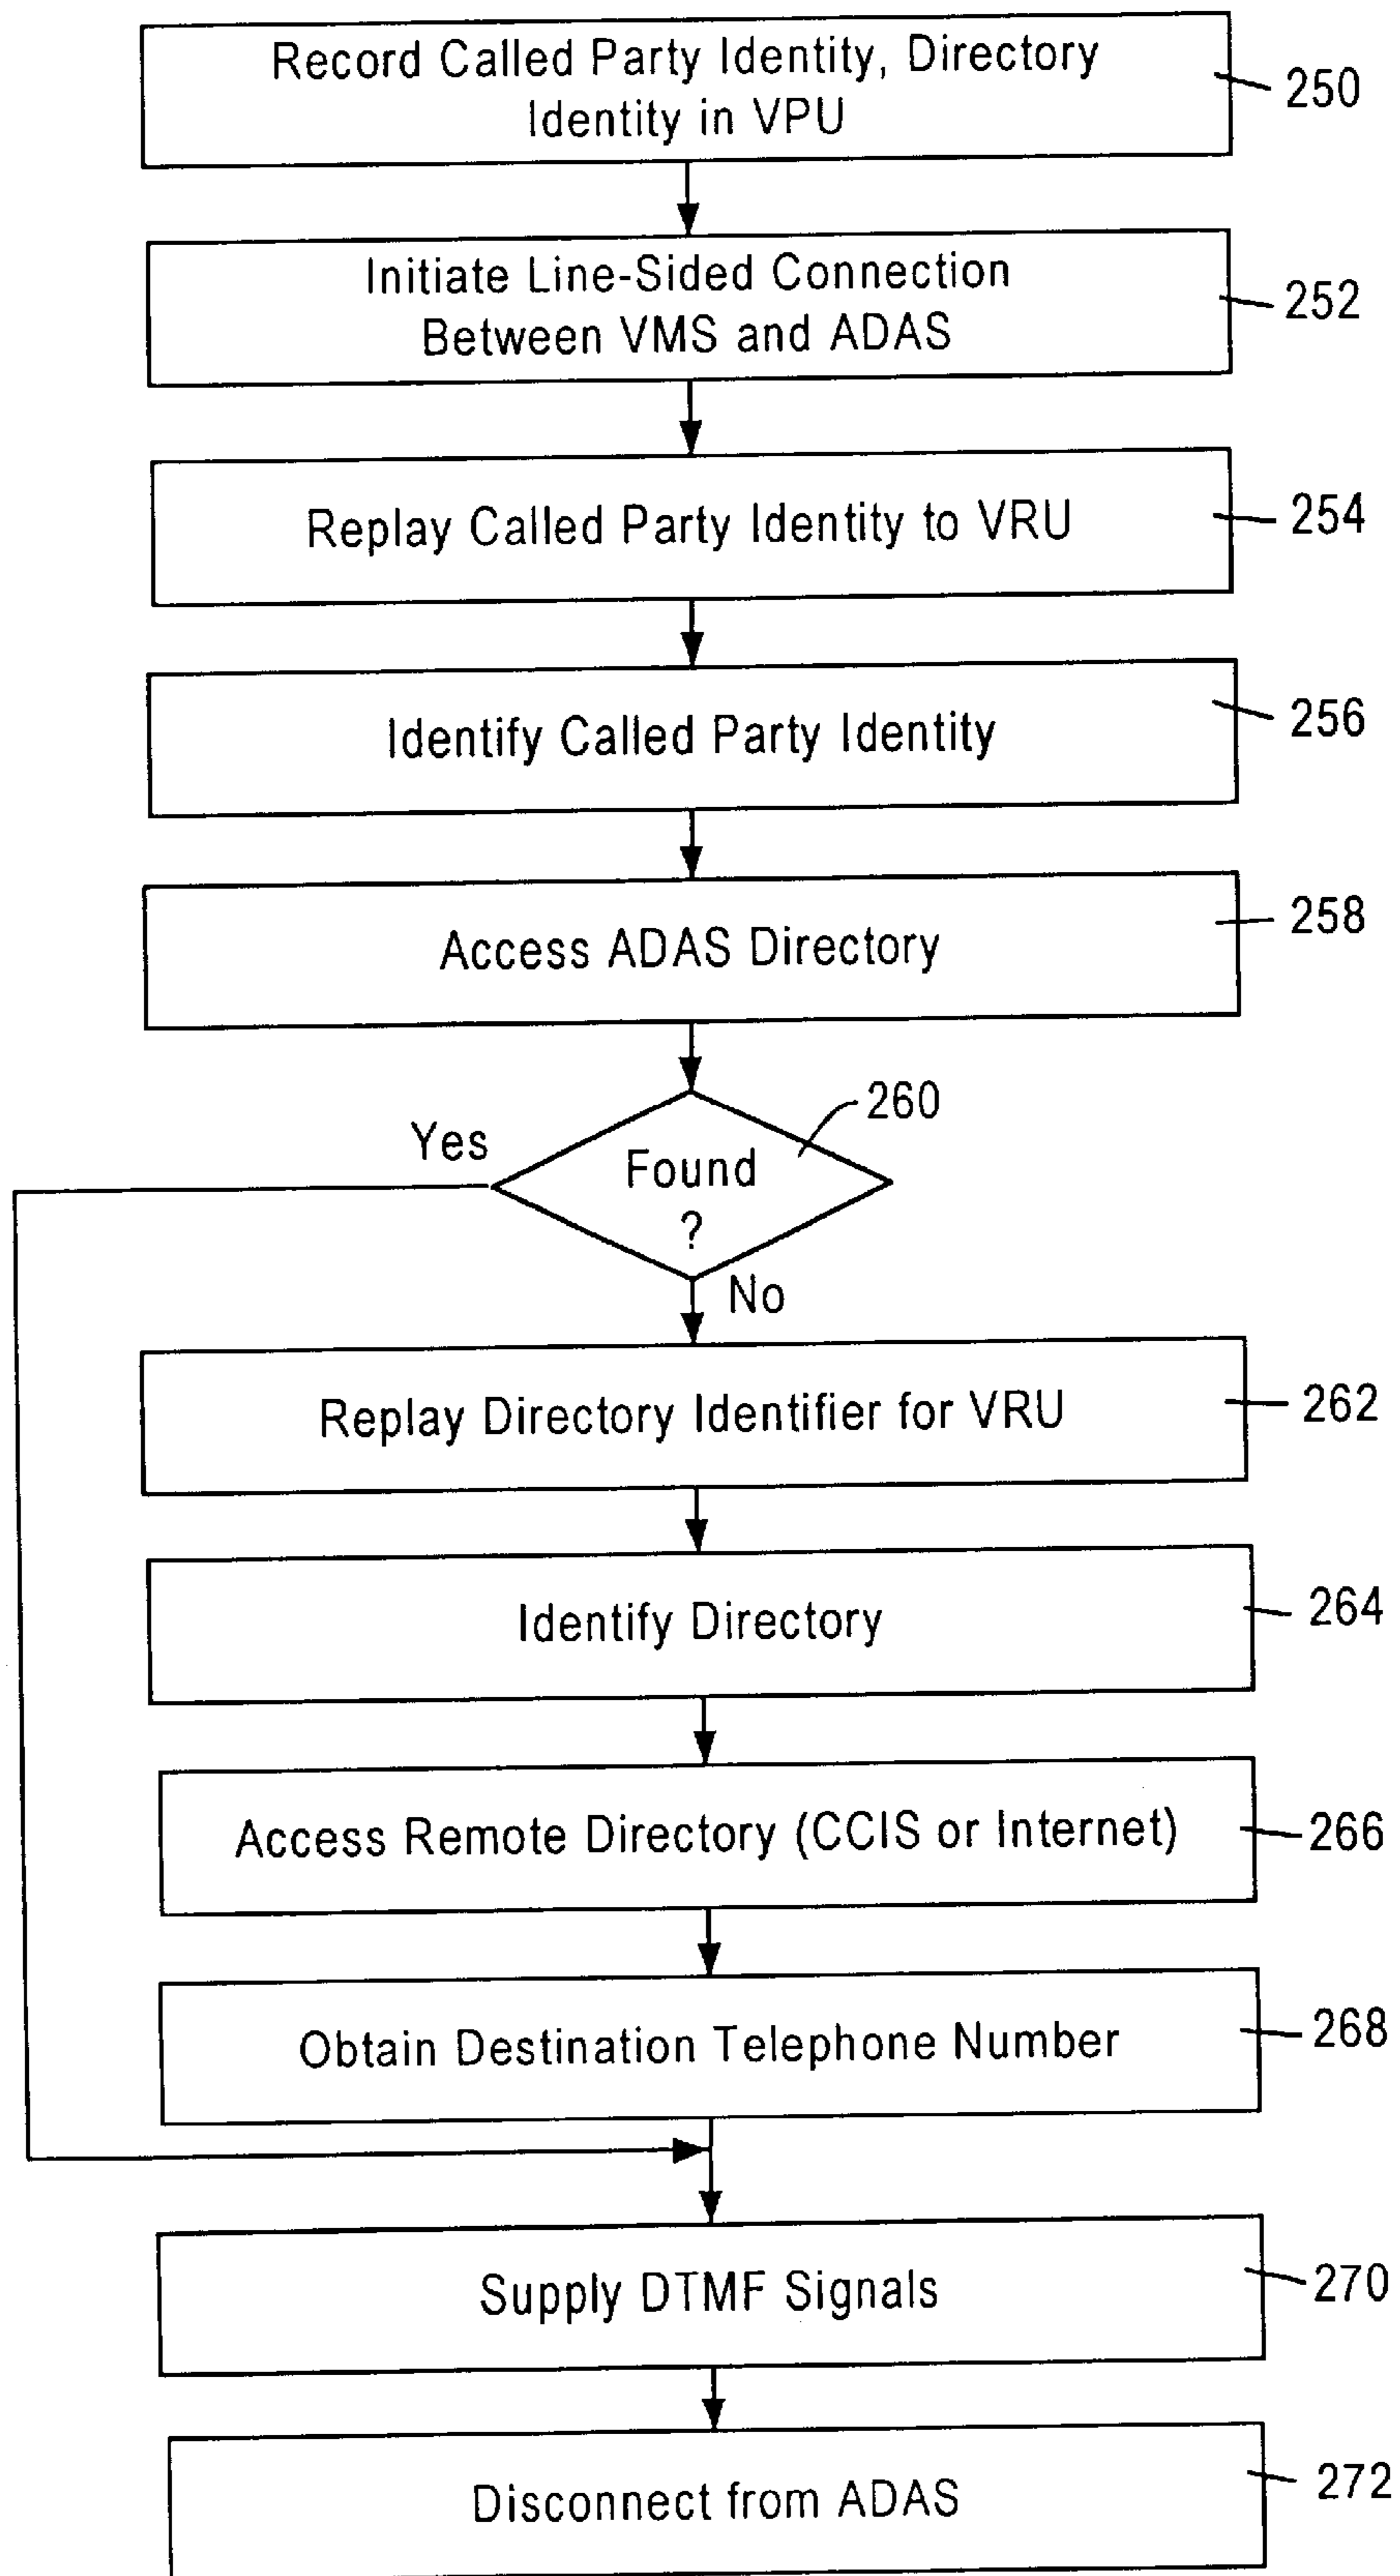 Record Called Party Identity, Directory
Identity in VPU
250
Initiate Line-Sided Connection
Between VMS and ADAS
252
Replay Called Party Identity to VRU
254
Identify Called Party Identity
256
Access ADAS Directory
258
260
Yes
Found
?
No
Replay Directory Identifier for VRU
262
Identify Directory
264
Access Remote Directory (CCIS or Internet)
266
Obtain Destination Telephone Number
268
Supply DTMF Signals
270
Disconnect from ADAS
272